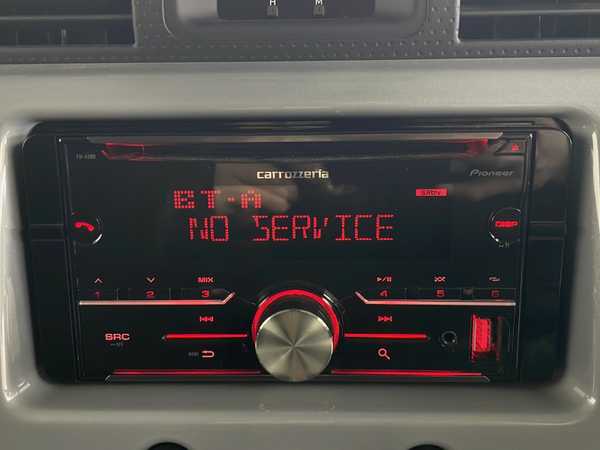 H M
carrozzeria
Pioneer
BT-A
NO SERVICE
DISP
MIX
1 2 3 4 5 6
SRC